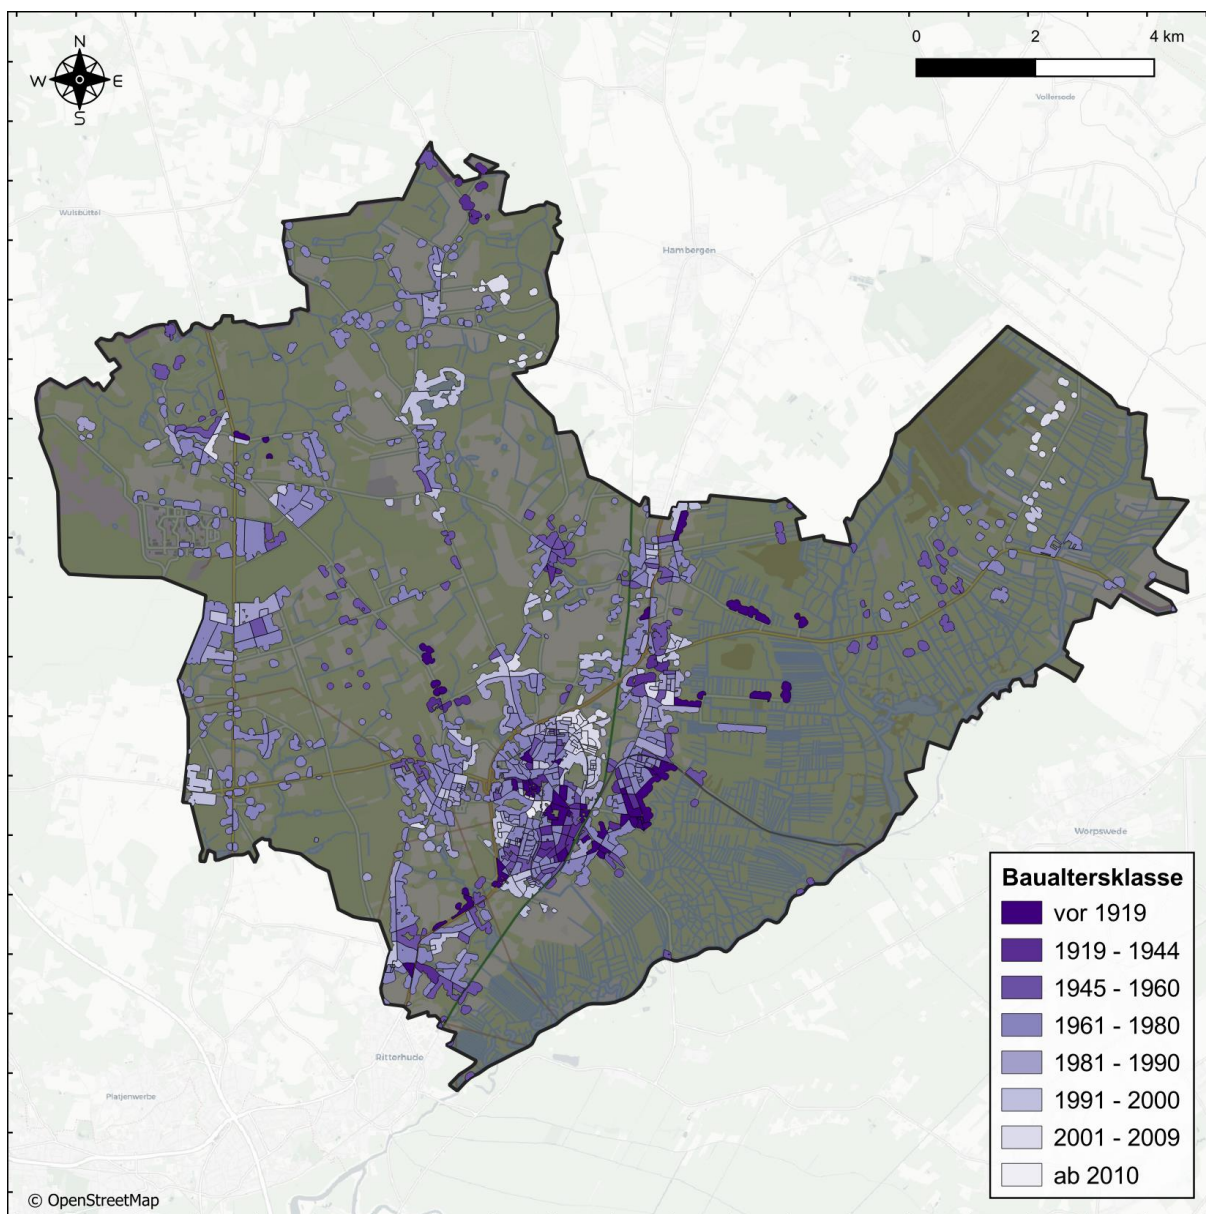 N
W E
S
0 2 4 km
Vollersode
Wulsbüttel
Hambergen
Worpswede
Baualtersklasse
vor 1919
1919 - 1944
1945 - 1960
1961 - 1980
1981 - 1990
1991 - 2000
2001 - 2009
ab 2010
Ritterhude
Platjenwerbe
© OpenStreetMap